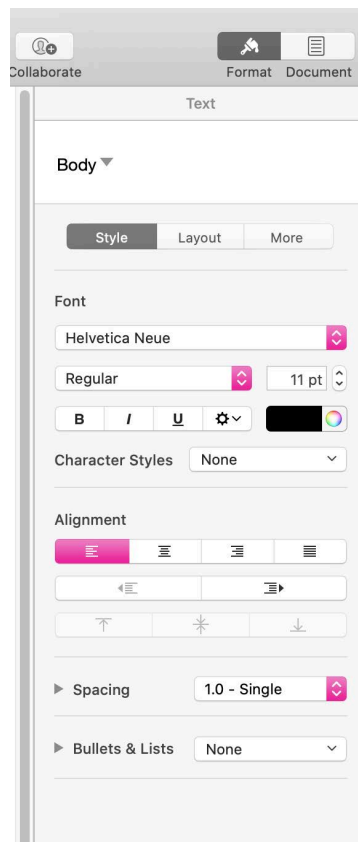 Collaborate
Format Document
Text
Body
Style Layout More
Font
Helvetica Neue
Regular 11 pt
B I U
Character Styles None
Alignment
Spacing 1.0 - Single
Bullets & Lists None